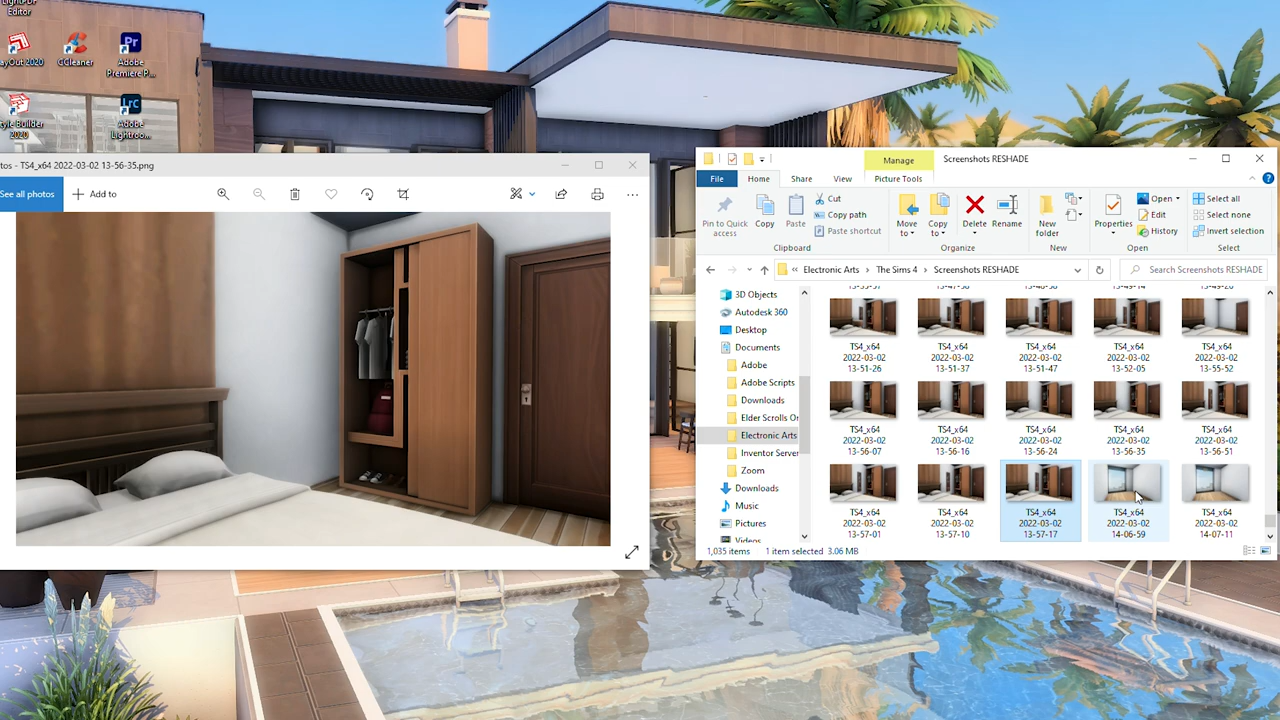 Editor
ayOut 2020
CCleaner
Adobe
Premiere P...
tyle Builder
2020
Adobe
Lightroo...
tos - TS4_x64 2022-03-02 13-56-35.png
See all photos
Add to
Manage
Screenshots RESHADE
File
Home
Share
View
Picture Tools
Pin to Quick
access
Copy
Paste
Cut
Copy path
Paste shortcut
Clipboard
Move
to
Copy
to
Delete
Rename
Organize
New
folder
New
Properties
Open
Edit
History
Open
Select all
Select none
Invert selection
Select
« Electronic Arts > The Sims 4 > Screenshots RESHADE
Search Screenshots RESHADE
3D Objects
Autodesk 360
Desktop
Documents
Adobe
Adobe Scripts
Downloads
Elder Scrolls On
Electronic Arts
Inventor Server
Zoom
Downloads
Music
Pictures
Videos
TS4_x64
2022-03-02
13-51-26
TS4_x64
2022-03-02
13-51-37
TS4_x64
2022-03-02
13-51-47
TS4_x64
2022-03-02
13-52-05
TS4_x64
2022-03-02
13-55-52
TS4_x64
2022-03-02
13-56-07
TS4_x64
2022-03-02
13-56-16
TS4_x64
2022-03-02
13-56-24
TS4_x64
2022-03-02
13-56-35
TS4_x64
2022-03-02
13-56-51
TS4_x64
2022-03-02
13-57-01
TS4_x64
2022-03-02
13-57-10
TS4_x64
2022-03-02
13-57-17
TS4_x64
2022-03-02
14-06-59
TS4_x64
2022-03-02
14-07-11
1,035 items
1 item selected 3.06 MB